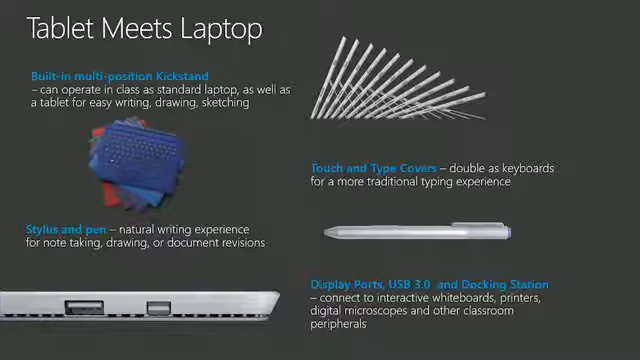 Tablet Meets Laptop
Built-in multi-position Kickstand
– can operate in class as standard laptop, as well as
a tablet for easy writing, drawing, sketching
Touch and Type Covers – double as keyboards
for a more traditional typing experience
Stylus and pen – natural writing experience
for note taking, drawing, or document revisions
Display Ports, USB 3.0 and Docking Station
– connect to interactive whiteboards, printers,
digital microscopes and other classroom
peripherals